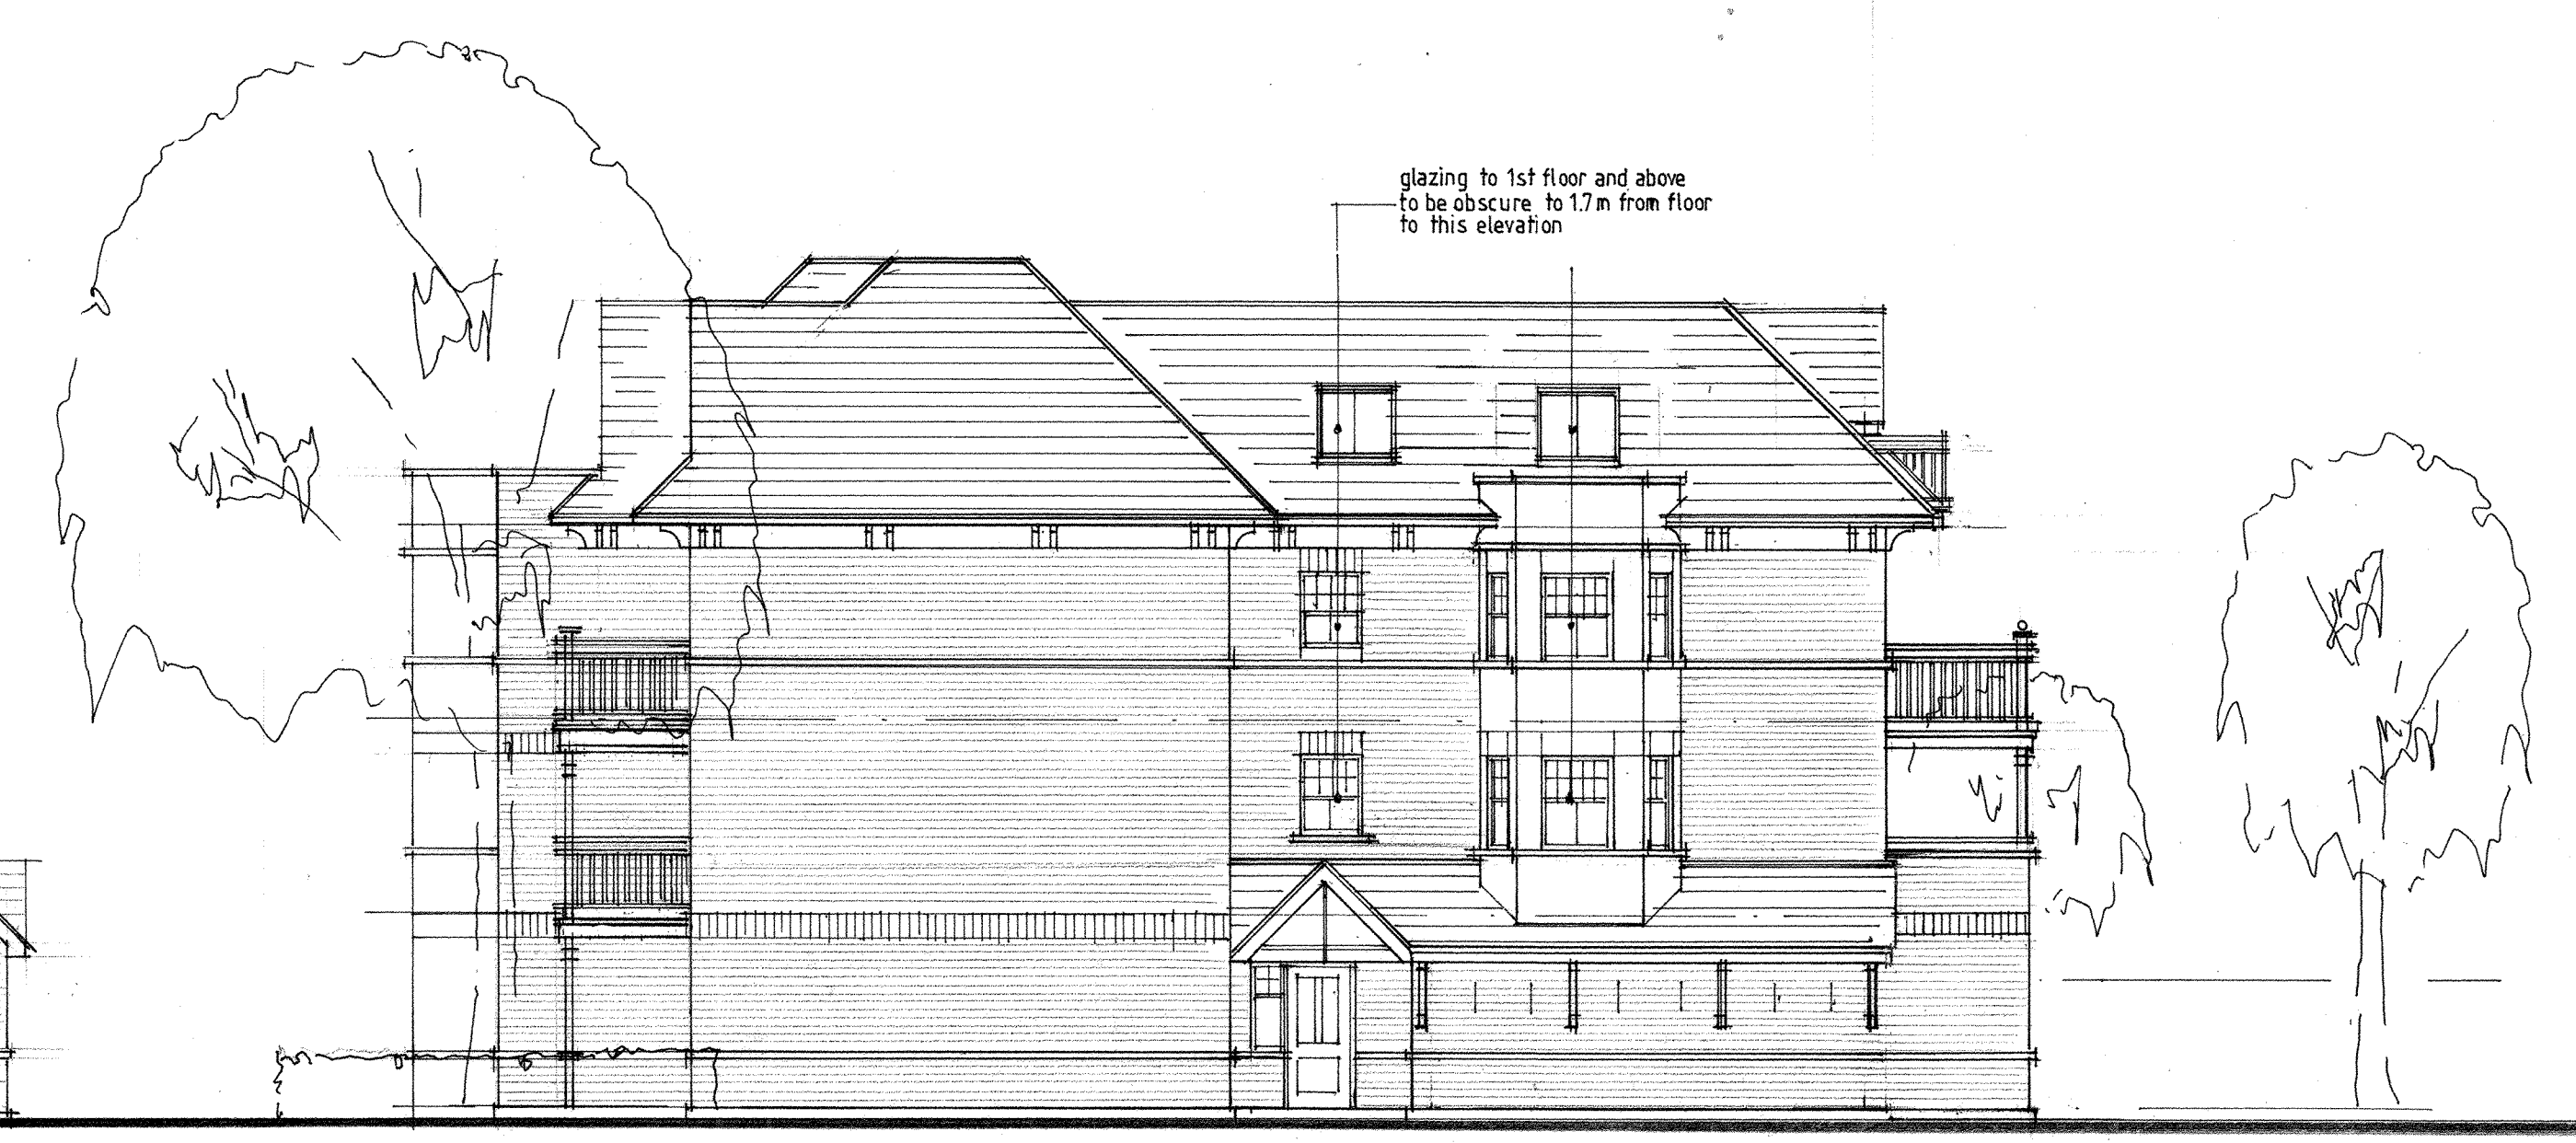 glazing to 1st floor and above
to be obscure to 1.7m from floor
to this elevation